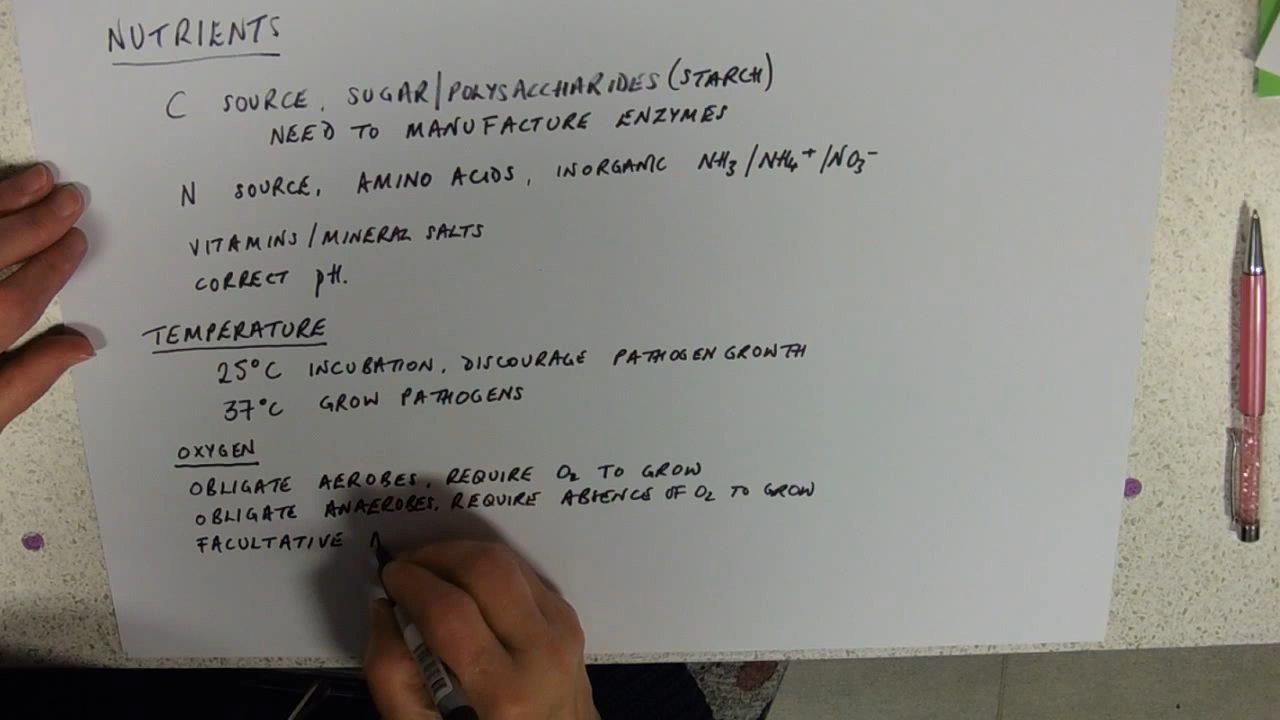 NUTRIENTS
C SOURCE, SUGAR/POLYSACCHARIDES (STARCH)
NEED TO MANUFACTURE ENZYMES
N SOURCE, AMINO ACIDS, INORGANIC NH₃/NH₄⁺/NO₃⁻
VITAMINS/MINERAL SALTS
CORRECT pH.
TEMPERATURE
25°C INCUBATION, DISCOURAGE PATHOGEN GROWTH
37°C GROW PATHOGENS
OXYGEN
OBLIGATE AEROBES, REQUIRE O₂ TO GROW
OBLIGATE ANAEROBES, REQUIRE ABSENCE OF O₂ TO GROW
FACULTATIVE